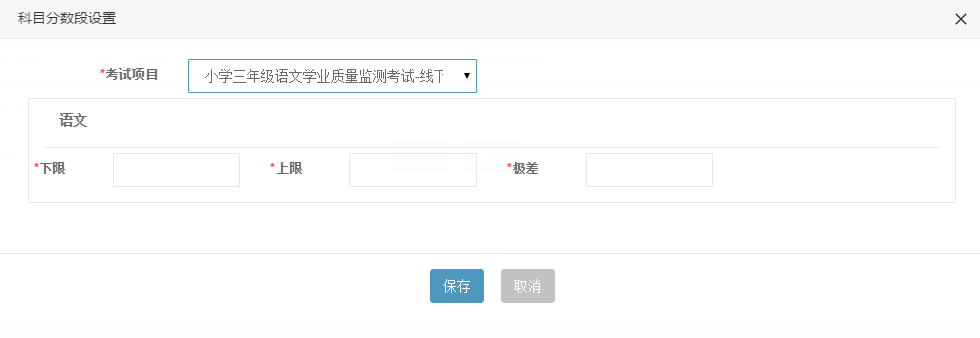 科目分数段设置
*考试项目 小学三年级语文学业质量监测考试-线
语文
*下限 *上限 *极差
保存 取消